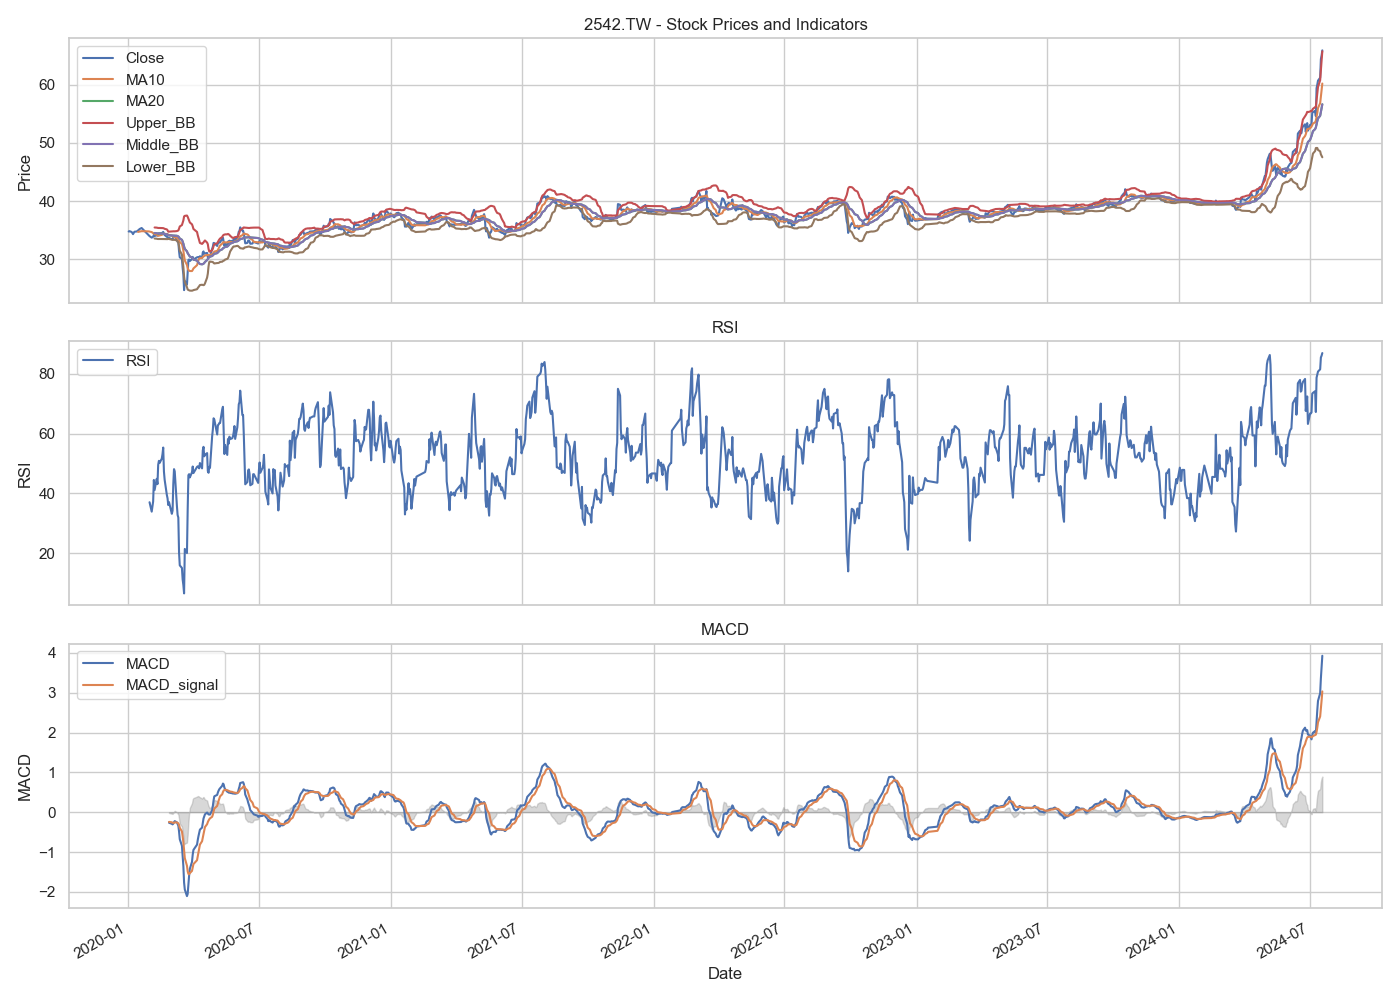 2542.TW - Stock Prices and Indicators
Close
MA10
MA20
Upper_BB
Middle_BB
Lower_BB
Price
60
50
40
30
RSI
RSI
RSI
80
60
40
20
MACD
MACD
MACD_signal
MACD
4
3
2
1
0
−1
−2
2020-01
2020-07
2021-01
2021-07
2022-01
2022-07
2023-01
2023-07
2024-01
2024-07
Date